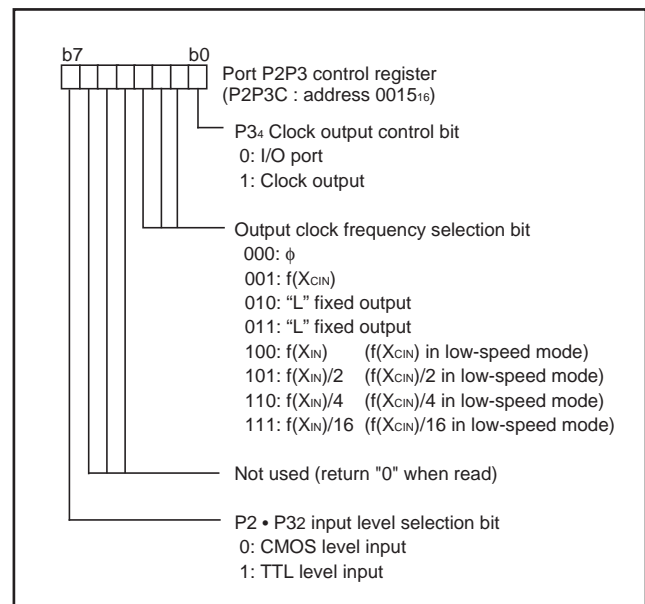 b7 b0
Port P2P3 control register
(P2P3C : address 0015₁₆)
P3₄ Clock output control bit
0: I/O port
1: Clock output
Output clock frequency selection bit
000: ϕ
001: f(XCIN)
010: “L” fixed output
011: “L” fixed output
100: f(XIN) (f(XCIN) in low-speed mode)
101: f(XIN)/2 (f(XCIN)/2 in low-speed mode)
110: f(XIN)/4 (f(XCIN)/4 in low-speed mode)
111: f(XIN)/16 (f(XCIN)/16 in low-speed mode)
Not used (return "0" when read)
P2 • P32 input level selection bit
0: CMOS level input
1: TTL level input